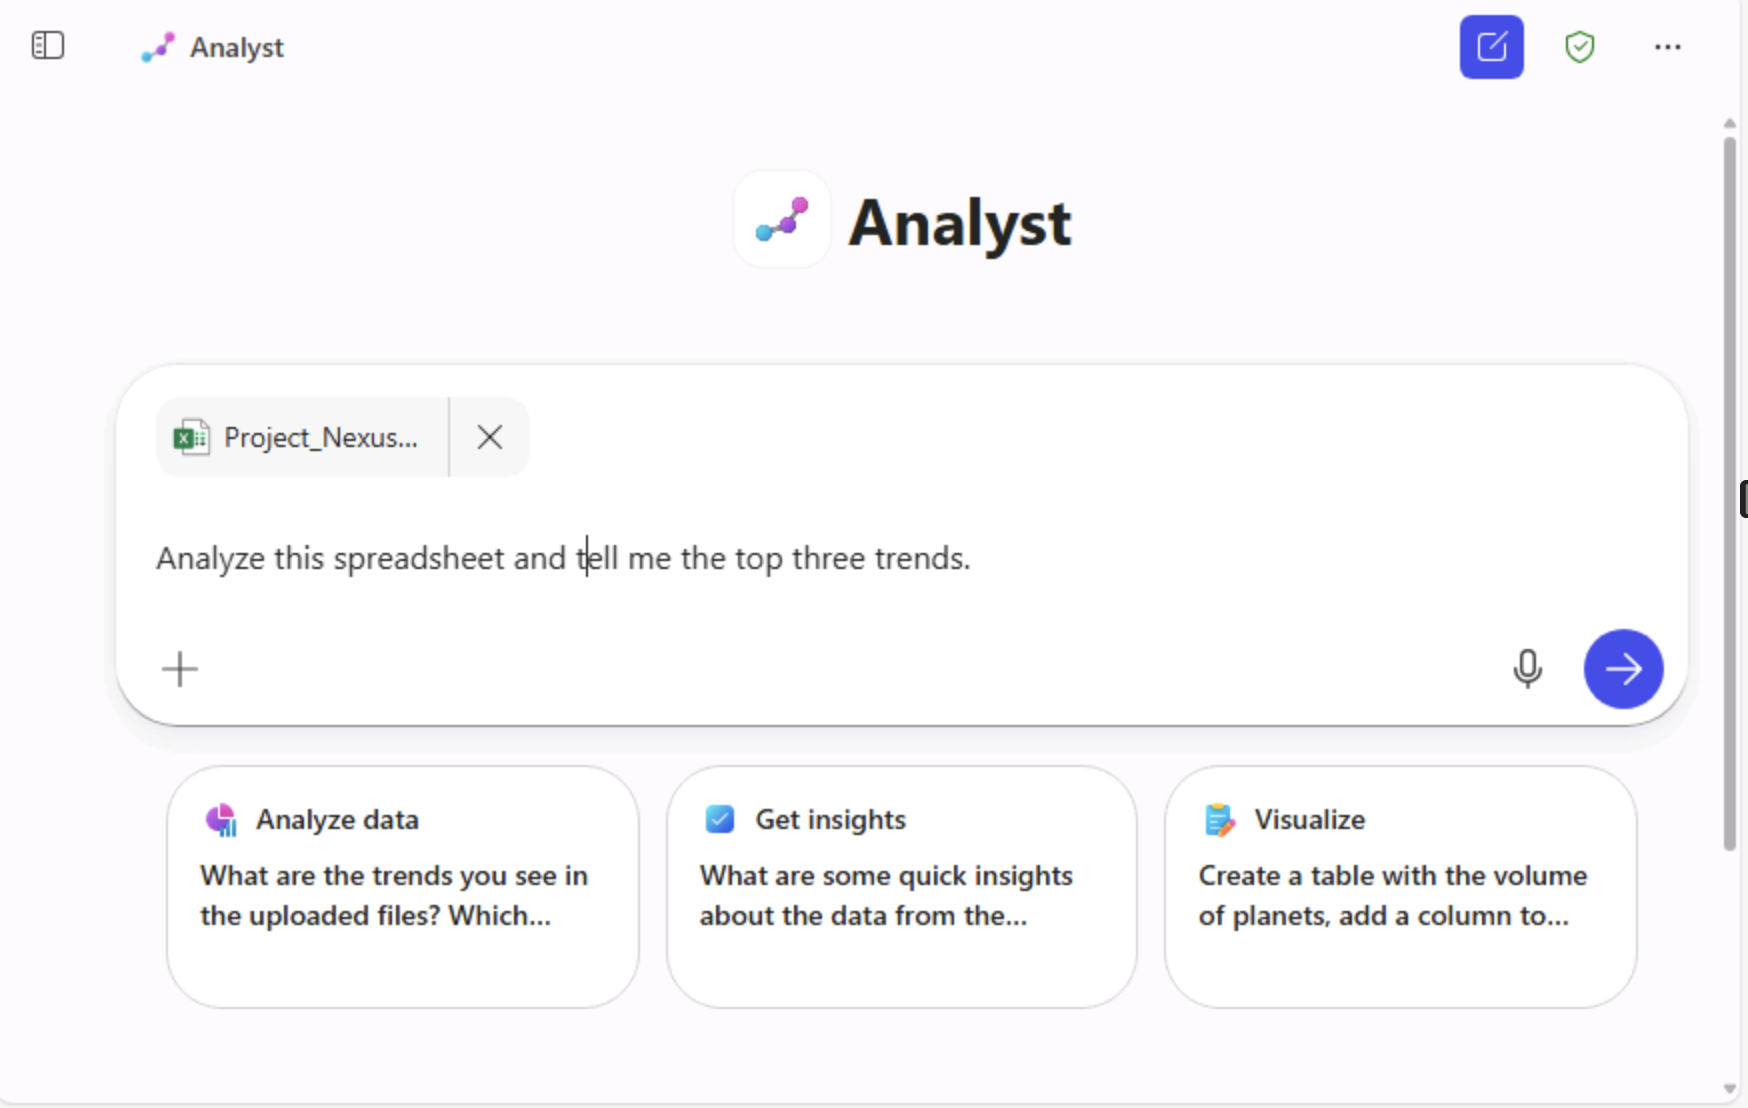 Analyst
Analyst
Project_Nexus...
Analyze this spreadsheet and tell me the top three trends.
Analyze data
What are the trends you see in
the uploaded files? Which...
Get insights
What are some quick insights
about the data from the...
Visualize
Create a table with the volume
of planets, add a column to...